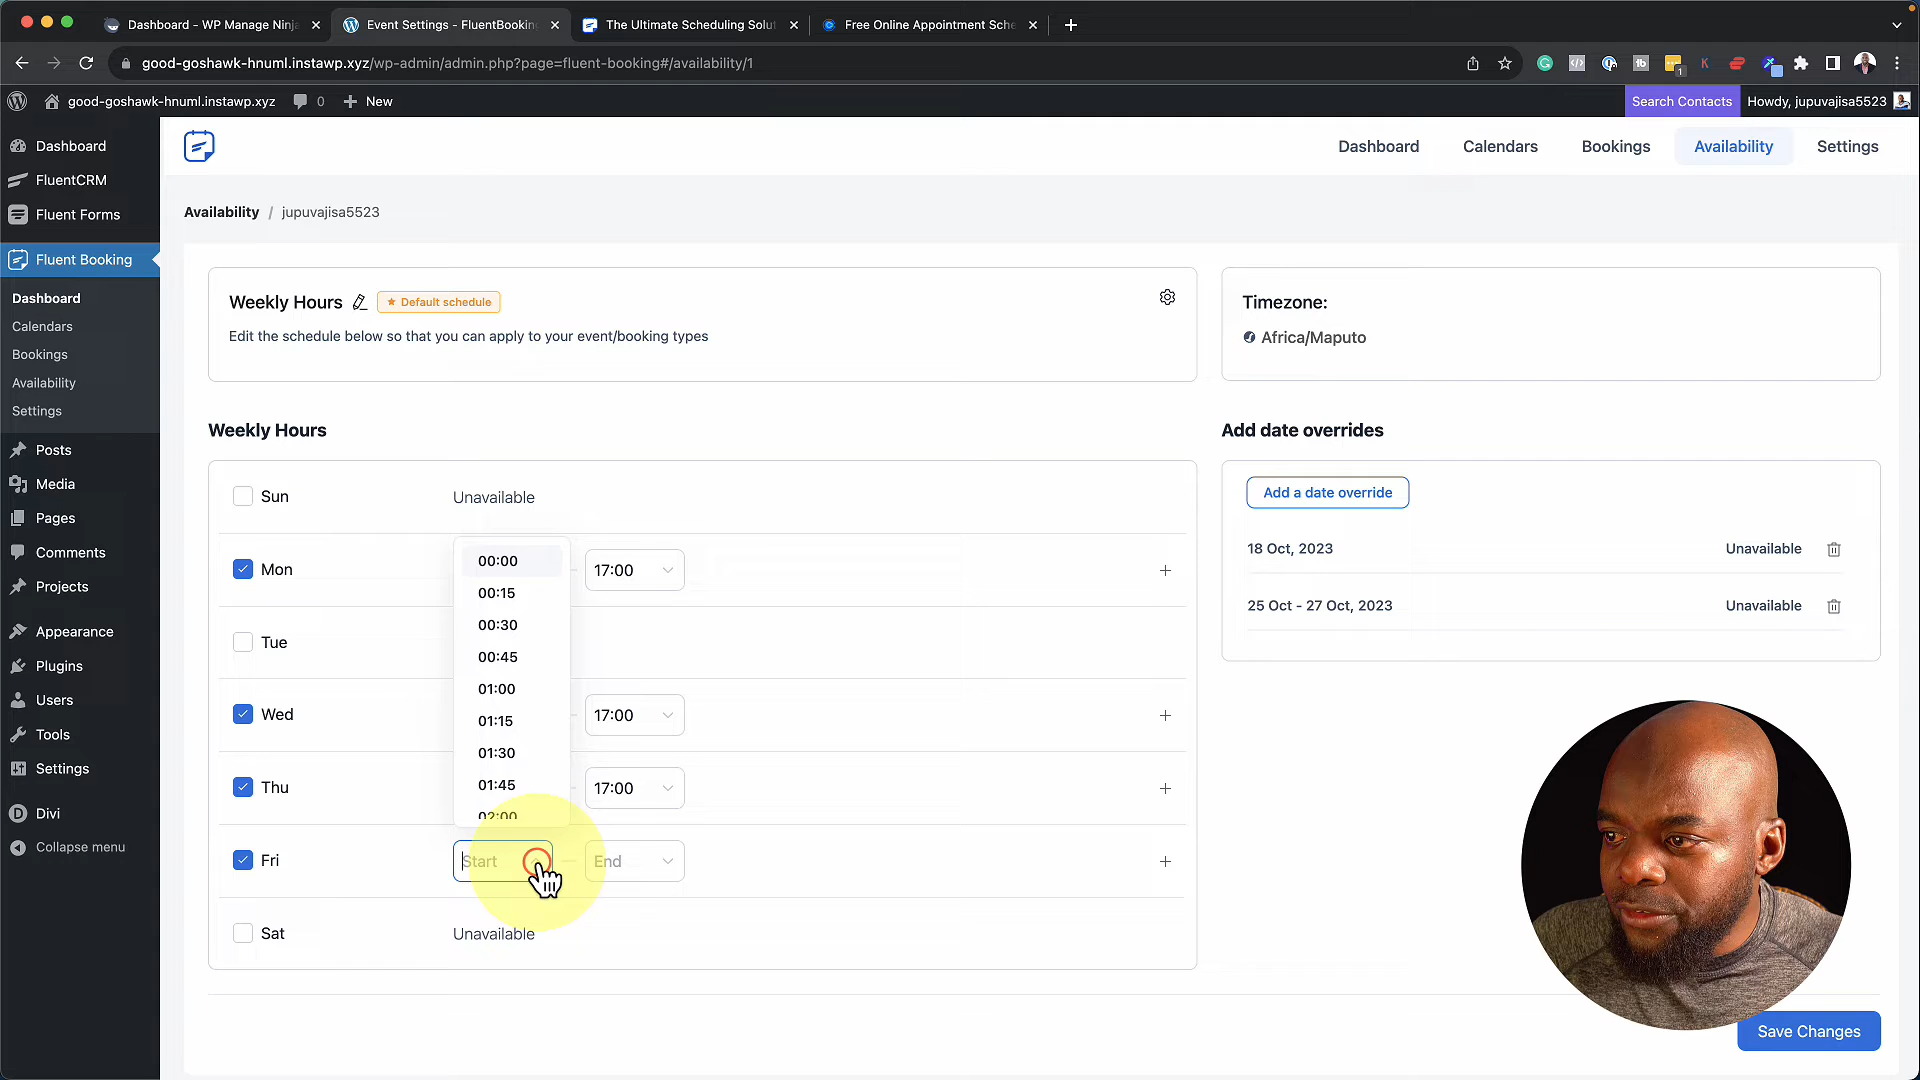 Dashboard - WP Manage Ninja
Event Settings - FluentBooking
The Ultimate Scheduling Solut
Free Online Appointment Sche
good-goshawk-hnuml.instawp.xyz/wp-admin/admin.php?page=fluent-booking#/availability/1
good-goshawk-hnuml.instawp.xyz
0
New
Search Contacts
Howdy, jupuvajisa5523
Dashboard
FluentCRM
Fluent Forms
Fluent Booking
Dashboard
Calendars
Bookings
Availability
Settings
Posts
Media
Pages
Comments
Projects
Appearance
Plugins
Users
Tools
Settings
Divi
Collapse menu
Dashboard
Calendars
Bookings
Availability
Settings
Availability / jupuvajisa5523
Weekly Hours
Default schedule
Edit the schedule below so that you can apply to your event/booking types
Timezone:
Africa/Maputo
Weekly Hours
Sun
Unavailable
Mon
17:00
Tue
Wed
17:00
Thu
17:00
Fri
Start
End
Sat
Unavailable
00:00
00:15
00:30
00:45
01:00
01:15
01:30
01:45
02:00
Add date overrides
Add a date override
18 Oct, 2023
Unavailable
25 Oct - 27 Oct, 2023
Unavailable
Save Changes